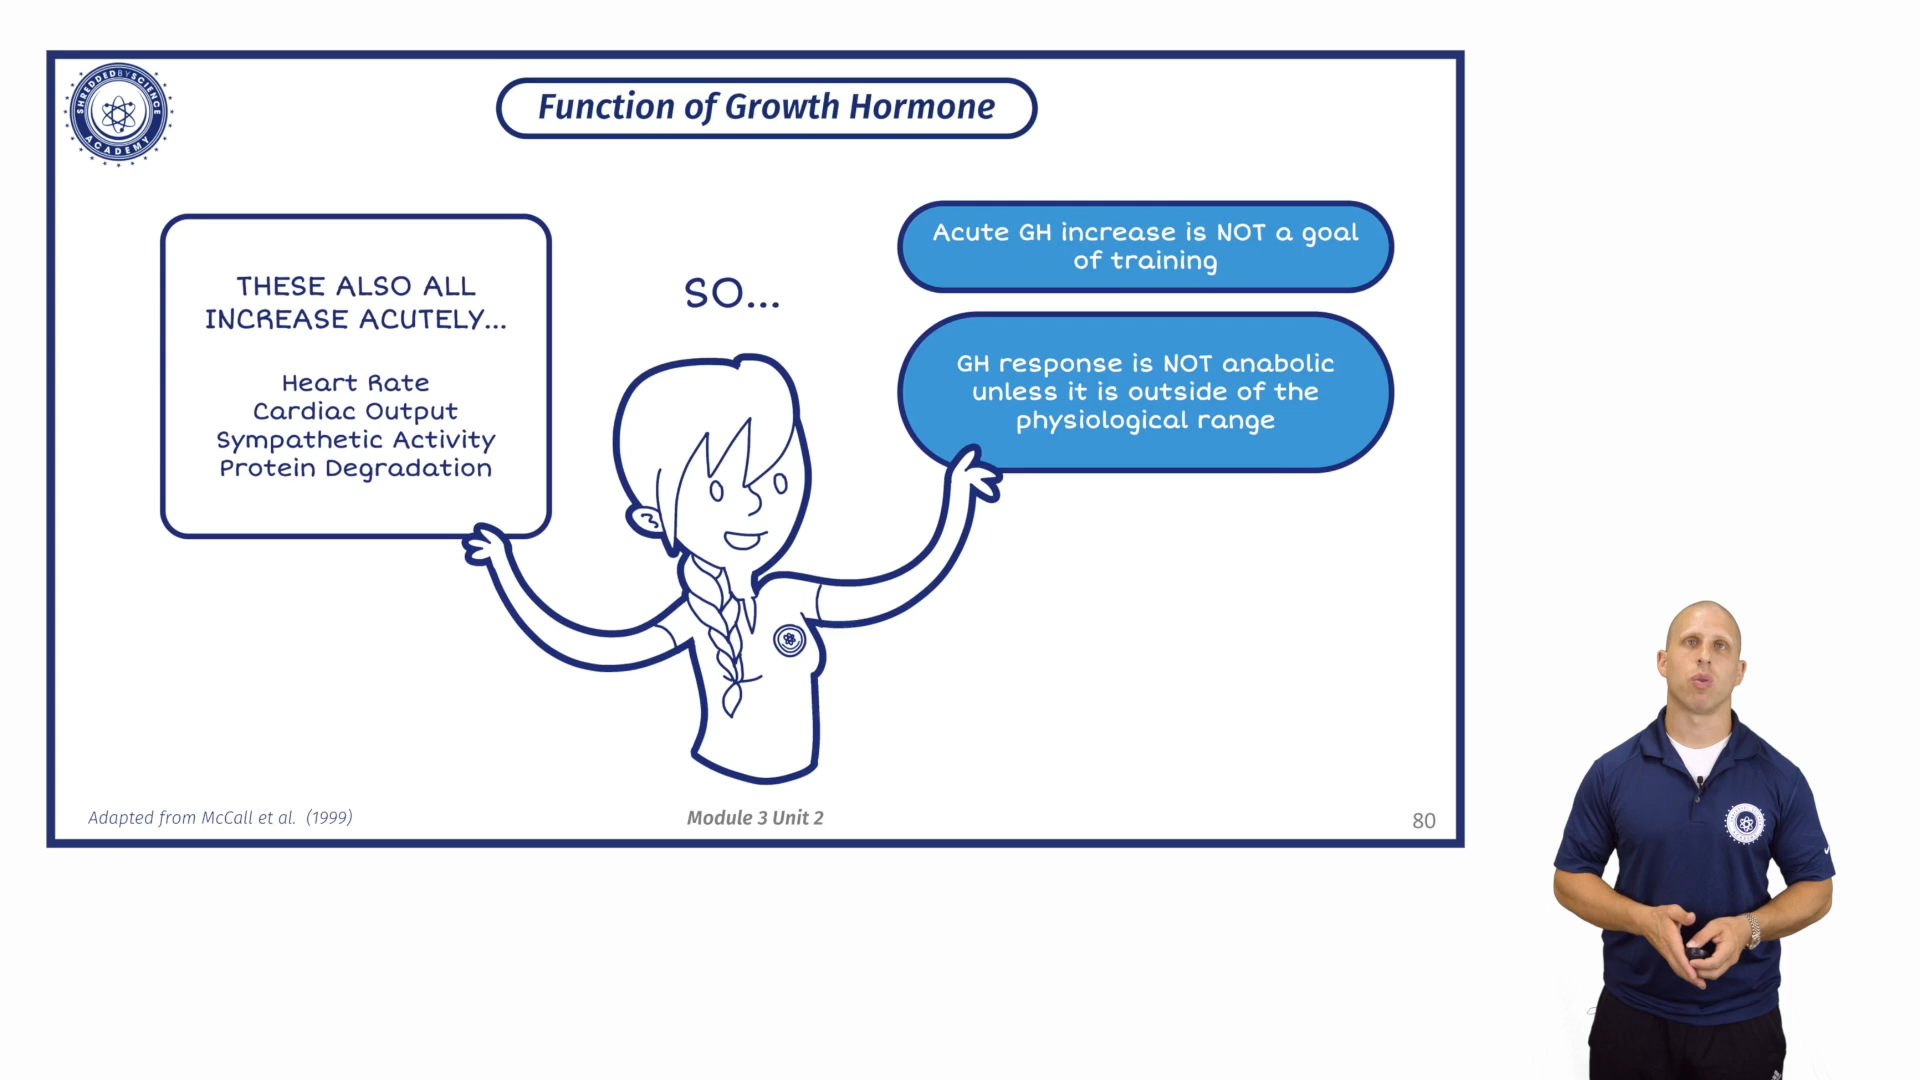 SHREDDEDBYSCIENCE
ACADEMY
Function of Growth Hormone
THESE ALSO ALL
INCREASE ACUTELY...
Heart Rate
Cardiac Output
Sympathetic Activity
Protein Degradation
SO...
Acute GH increase is NOT a goal
of training
GH response is NOT anabolic
unless it is outside of the
physiological range
Adapted from McCall et al. (1999)
Module 3 Unit 2
80